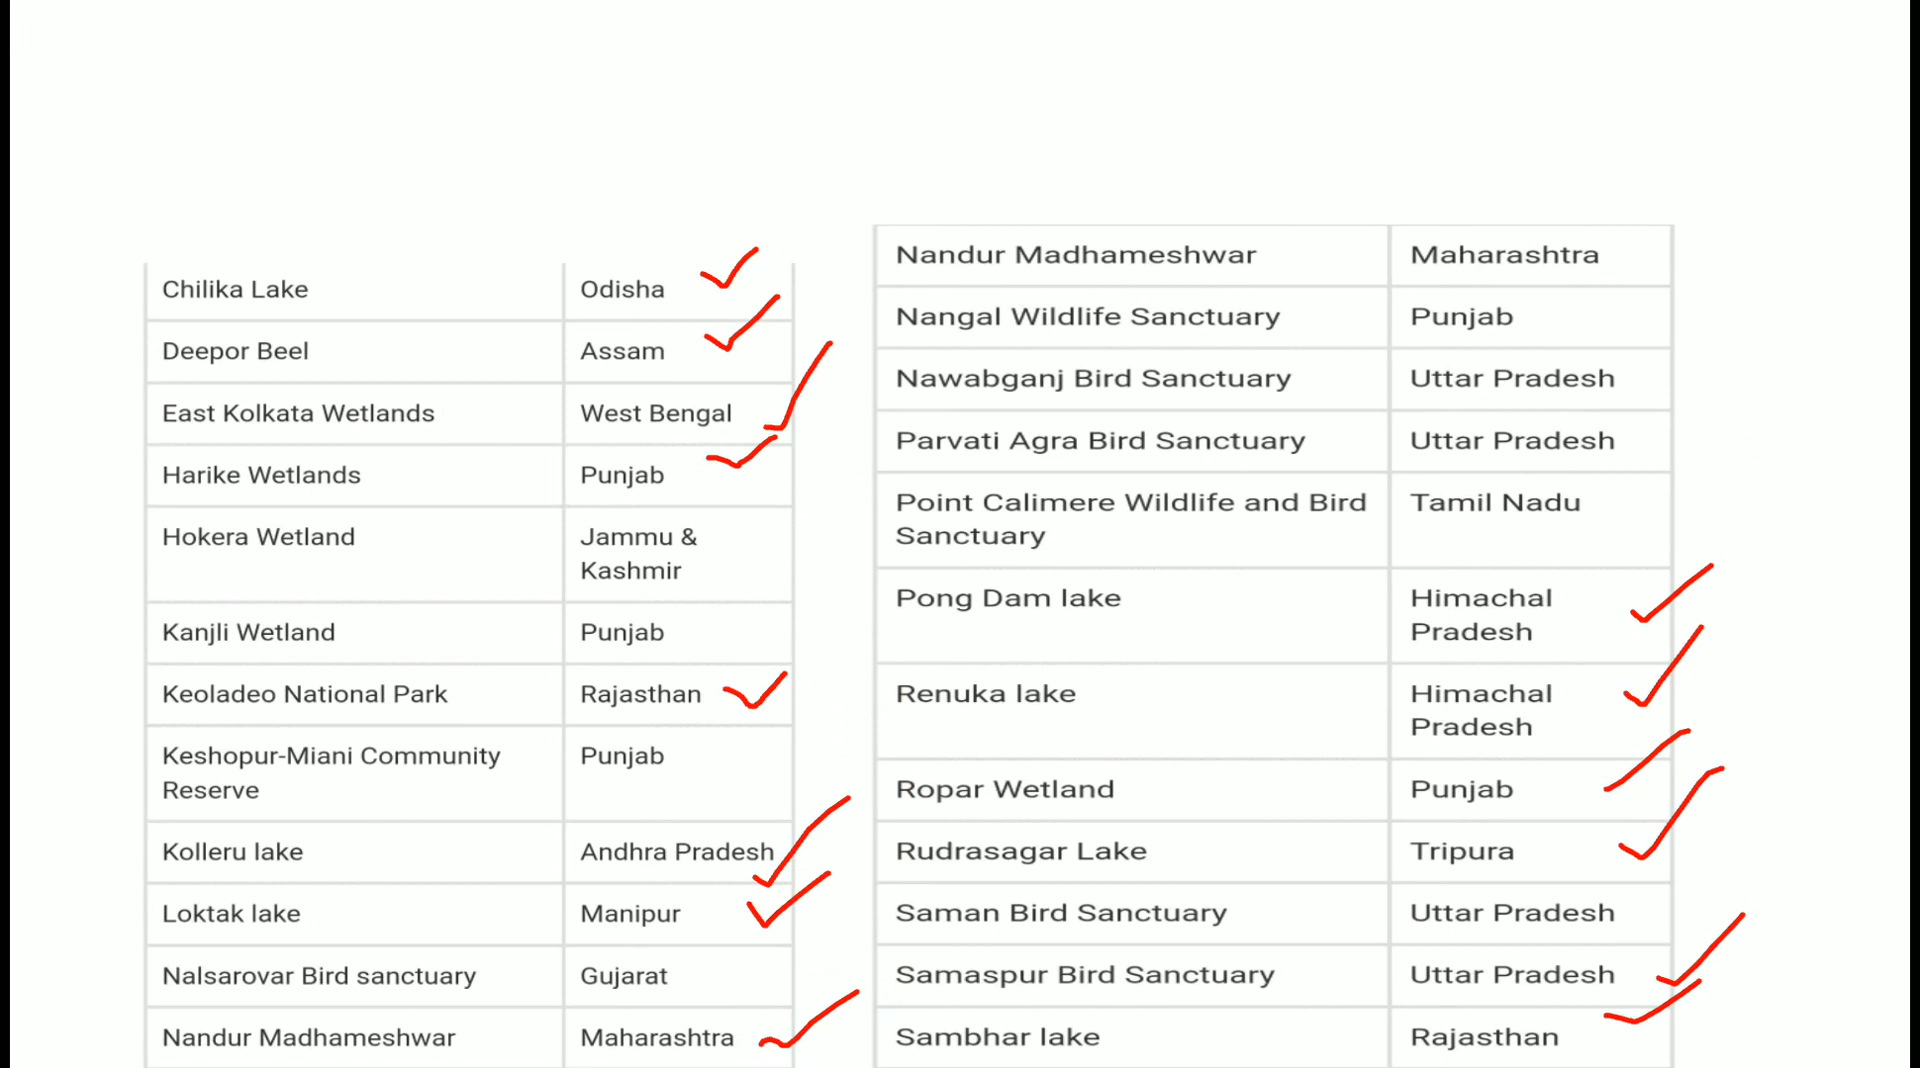 Chilika Lake Odisha
Deepor Beel Assam
East Kolkata Wetlands West Bengal
Harike Wetlands Punjab
Hokera Wetland Jammu &
Kashmir
Kanjli Wetland Punjab
Keoladeo National Park Rajasthan
Keshopur-Miani Community Punjab
Reserve
Kolleru lake Andhra Pradesh
Loktak lake Manipur
Nalsarovar Bird sanctuary Gujarat
Nandur Madhameshwar Maharashtra
Nandur Madhameshwar Maharashtra
Nangal Wildlife Sanctuary Punjab
Nawabganj Bird Sanctuary Uttar Pradesh
Parvati Agra Bird Sanctuary Uttar Pradesh
Point Calimere Wildlife and Bird Tamil Nadu
Sanctuary
Pong Dam lake Himachal
Pradesh
Renuka lake Himachal
Pradesh
Ropar Wetland Punjab
Rudrasagar Lake Tripura
Saman Bird Sanctuary Uttar Pradesh
Samaspur Bird Sanctuary Uttar Pradesh
Sambhar lake Rajasthan